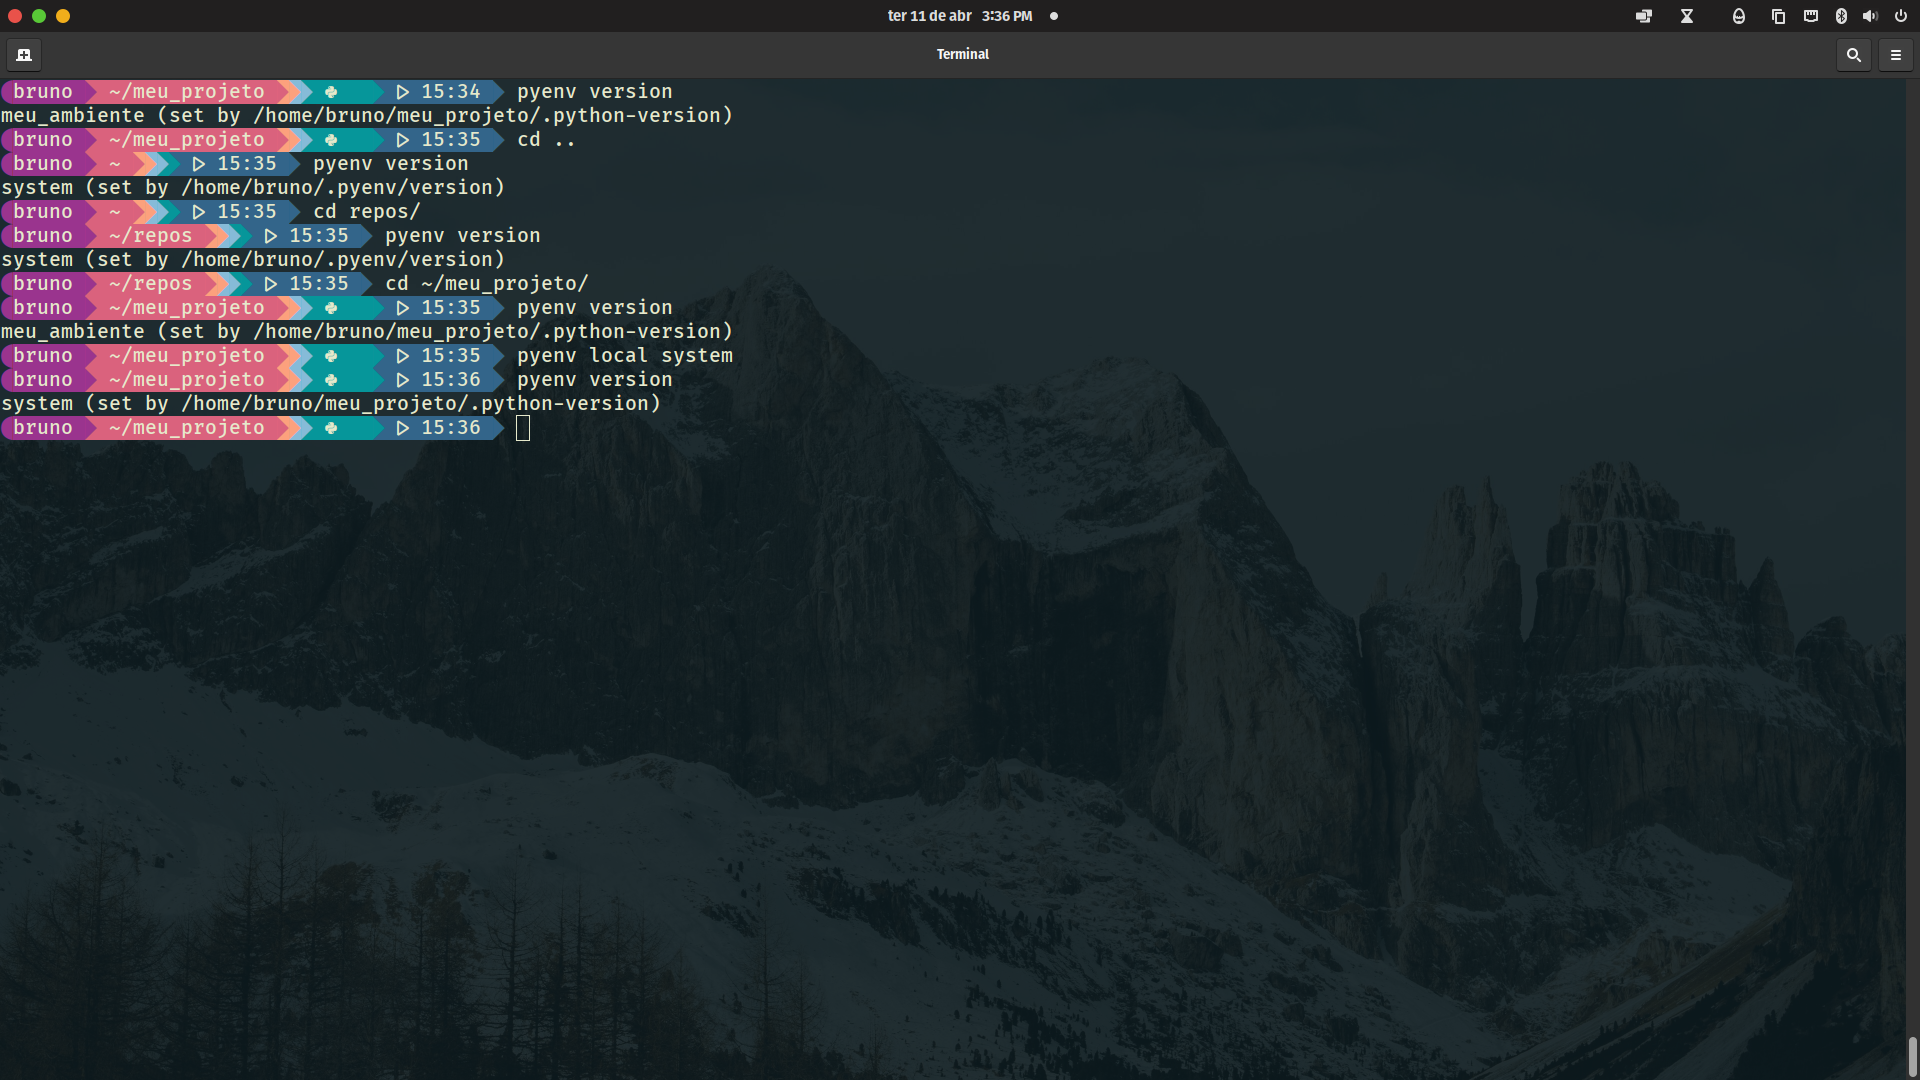 ter 11 de abr 3:36 PM
Terminal
bruno ~/meu_projeto 15:34 pyenv version
meu_ambiente (set by /home/bruno/meu_projeto/.python-version)
bruno ~/meu_projeto 15:35 cd ..
bruno ~ 15:35 pyenv version
system (set by /home/bruno/.pyenv/version)
bruno ~ 15:35 cd repos/
bruno ~/repos 15:35 pyenv version
system (set by /home/bruno/.pyenv/version)
bruno ~/repos 15:35 cd ~/meu_projeto/
bruno ~/meu_projeto 15:35 pyenv version
meu_ambiente (set by /home/bruno/meu_projeto/.python-version)
bruno ~/meu_projeto 15:35 pyenv local system
bruno ~/meu_projeto 15:36 pyenv version
system (set by /home/bruno/meu_projeto/.python-version)
bruno ~/meu_projeto 15:36